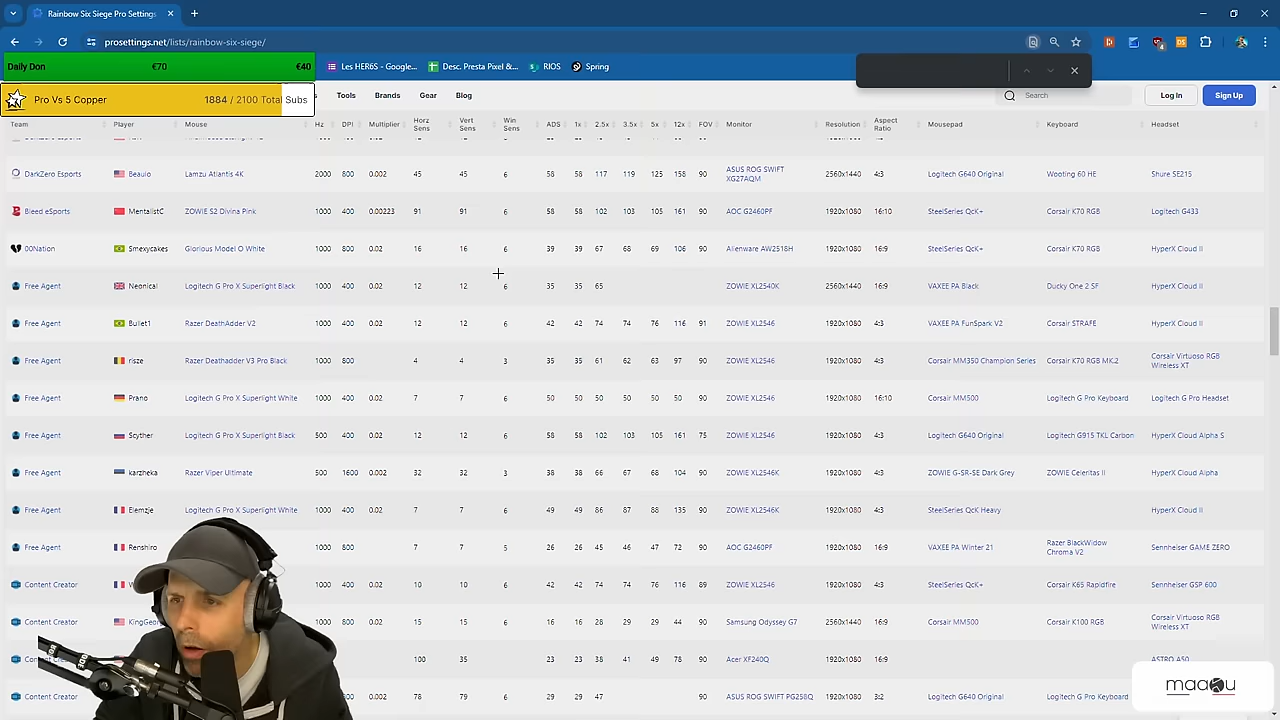 Rainbow Six Siege Pro Settings
prosettings.net/lists/rainbow-six-siege/
Daily Don €70 €40
Les HER6S - Google... Desc. Presta Pixel &... RIOS Spring
Pro Vs 5 Copper 1884 / 2100 Total Subs
Tools Brands Gear Blog Search Log In Sign Up
Team Player Mouse Hz DPI Multiplier Horz Sens Vert Sens Win Sens ADS 1x 2.5x 3.5x 5x 12x FOV Monitor Resolution Aspect Ratio Mousepad Keyboard Headset
DarkZero Esports Beaulo Lamzu Atlantis 4K 2000 800 0.002 45 45 6 58 58 117 119 125 158 90 ASUS ROG SWIFT XG27AQM 2560x1440 4:3 Logitech G640 Original Wooting 60 HE Shure SE215
Bleed eSports MentalistC ZOWIE S2 Divina Pink 1000 400 0.00223 91 91 6 58 58 102 103 105 161 90 AOC G2460PF 1920x1080 16:10 SteelSeries QcK+ Corsair K70 RGB Logitech G433
00Nation Smexycakes Glorious Model O White 1000 800 0.02 16 16 6 39 39 67 68 69 106 90 Alienware AW2518H 1920x1080 16:9 SteelSeries QcK+ Corsair K70 RGB HyperX Cloud II
Free Agent Neonical Logitech G Pro X Superlight Black 1000 400 0.02 12 12 6 35 35 65 ZOWIE XL2540K 2560x1440 16:9 VAXEE PA Black Ducky One 2 SF HyperX Cloud II
Free Agent Bullet1 Razer DeathAdder V2 1000 400 0.02 12 12 6 42 42 74 74 76 116 91 ZOWIE XL2546 1920x1080 4:3 VAXEE PA FunSpark V2 Corsair STRAFE HyperX Cloud II
Free Agent risze Razer Deathadder V3 Pro Black 1000 800 4 4 3 35 35 61 62 63 97 90 ZOWIE XL2546 1920x1080 4:3 Corsair MM350 Champion Series Corsair K70 RGB MK.2 Corsair Virtuoso RGB Wireless XT
Free Agent Prano Logitech G Pro X Superlight White 1000 400 0.02 7 7 6 50 50 50 50 50 50 90 ZOWIE XL2546 1920x1080 16:10 Corsair MM500 Logitech G Pro Keyboard Logitech G Pro Headset
Free Agent Scyther Logitech G Pro X Superlight Black 500 400 0.02 12 12 6 58 58 102 103 105 161 75 ZOWIE XL2546 1920x1080 4:3 Logitech G640 Original Logitech G915 TKL Carbon HyperX Cloud Alpha S
Free Agent karzheka Razer Viper Ultimate 500 1600 0.002 32 32 3 38 38 66 67 68 104 90 ZOWIE XL2546K 1920x1080 4:3 ZOWIE G-SR-SE Dark Grey ZOWIE Celeritas II HyperX Cloud Alpha
Free Agent Elemzje Logitech G Pro X Superlight White 1000 400 0.02 7 7 6 49 49 86 87 88 135 90 ZOWIE XL2546K 1920x1080 4:3 SteelSeries QcK Heavy HyperX Cloud II
Free Agent Renshiro 1000 800 7 7 5 26 26 45 46 47 72 90 AOC G2460PF 1920x1080 16:9 VAXEE PA Winter 21 Razer BlackWidow Chroma V2 Sennheiser GAME ZERO
Content Creator 1000 400 0.02 10 10 6 42 42 74 74 76 116 89 ZOWIE XL2546 1920x1080 4:3 SteelSeries QcK+ Corsair K65 Rapidfire Sennheiser GSP 600
Content Creator KingGeor 1000 800 0.02 15 15 6 16 16 28 29 29 44 90 Samsung Odyssey G7 2560x1440 16:9 Corsair MM500 Corsair K100 RGB Corsair Virtuoso RGB Wireless XT
100 35 23 23 38 41 49 78 90 Acer XF240Q 1920x1080 16:9 ASTRO A50
Content Creator 0.002 78 79 6 29 29 47 90 ASUS ROG SWIFT PG258Q 1920x1080 3:2 Logitech G640 Original Logitech G Pro Keyboard